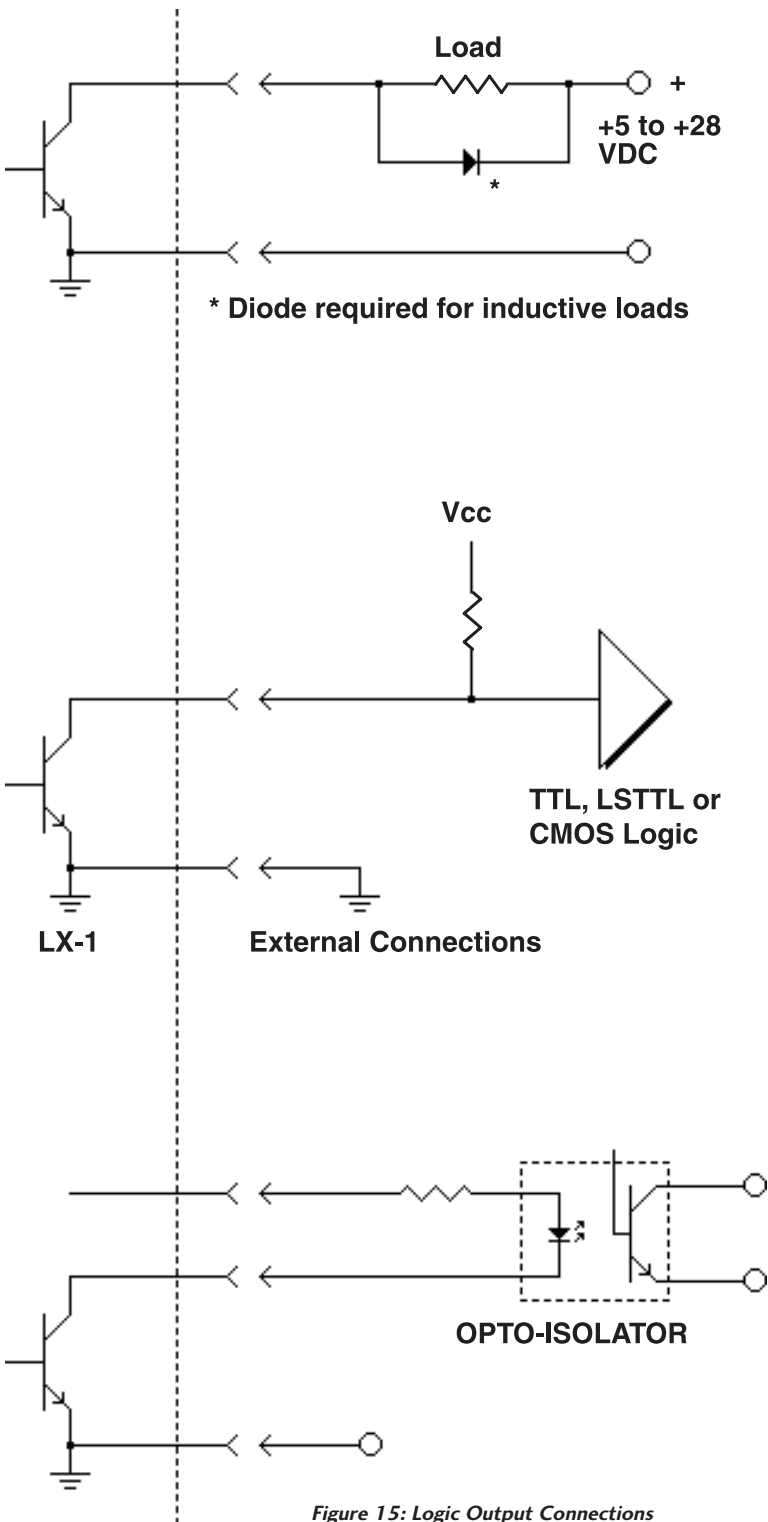 Load
+
+5 to +28
VDC
*
* Diode required for inductive loads
Vcc
TTL, LSTTL or
CMOS Logic
LX-1
External Connections
OPTO-ISOLATOR
Figure 15: Logic Output Connections